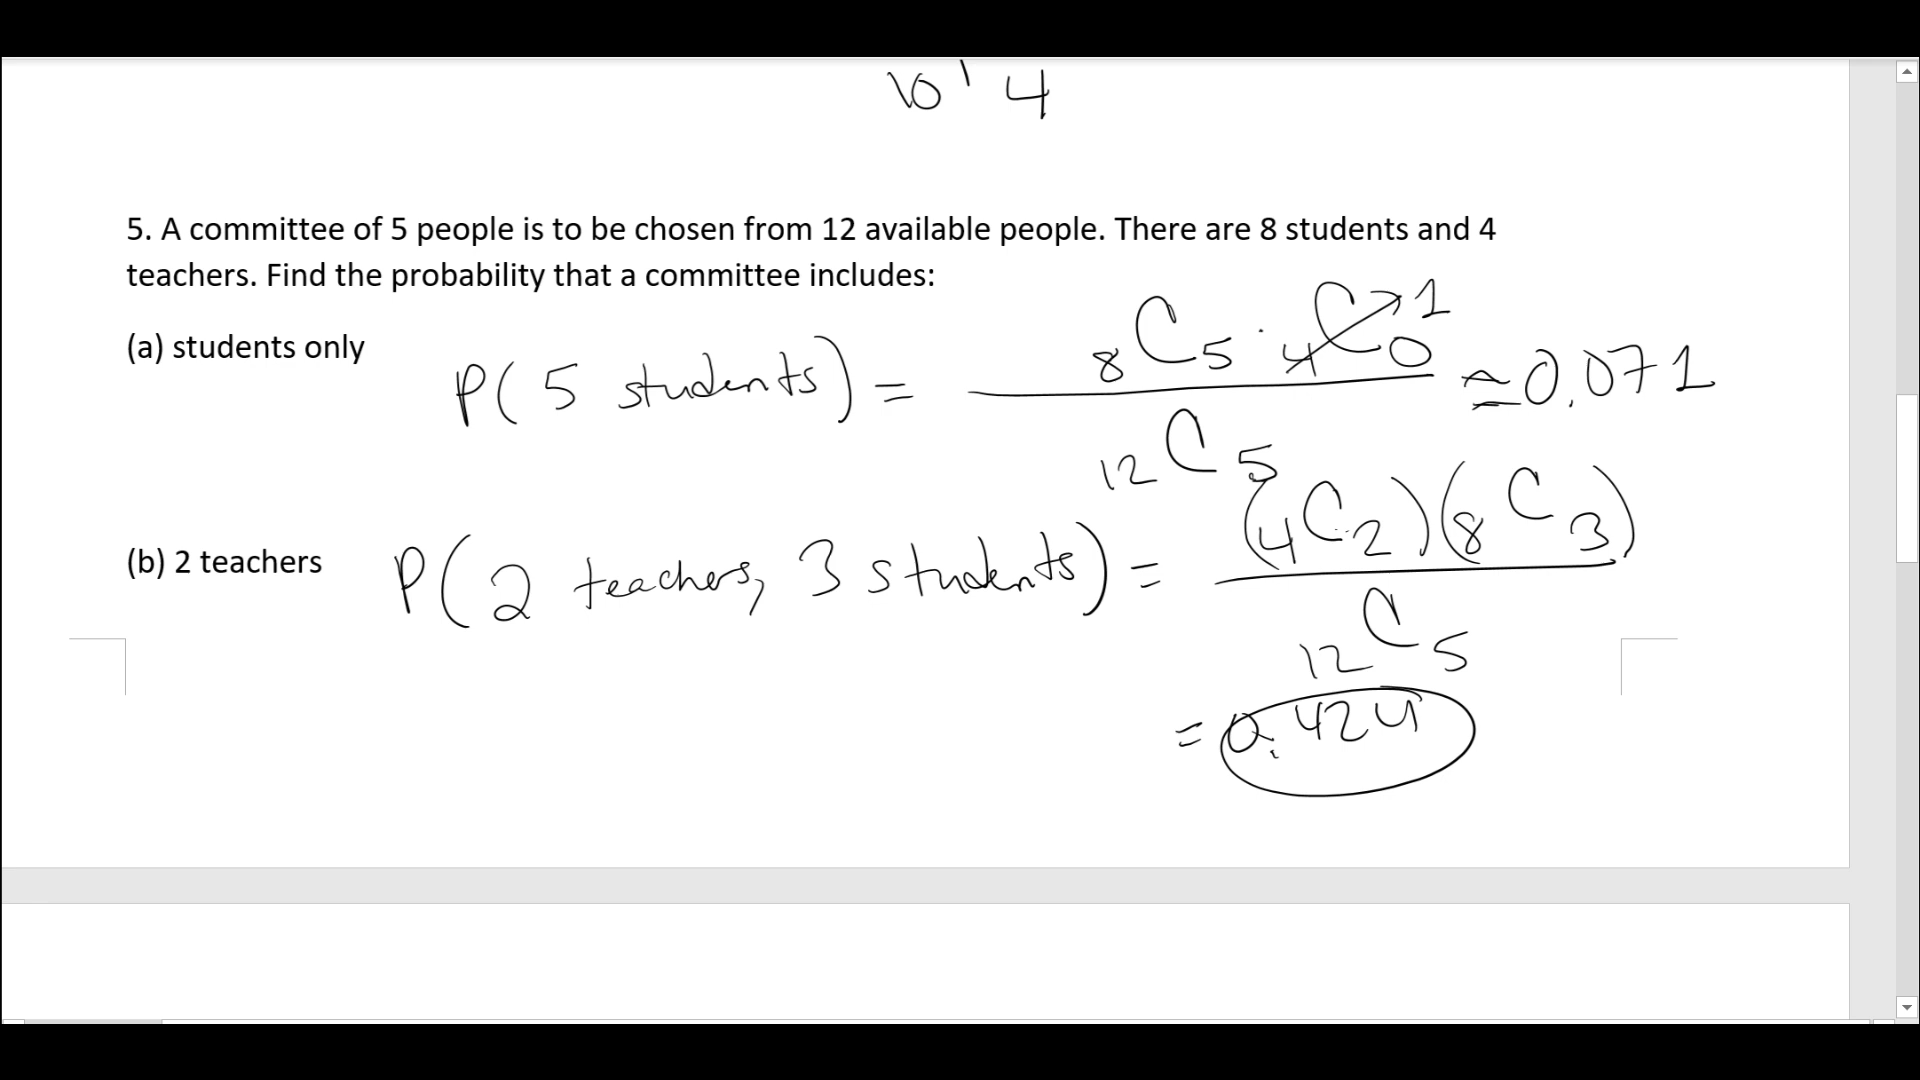 10 ' 4
5. A committee of 5 people is to be chosen from 12 available people. There are 8 students and 4
teachers. Find the probability that a committee includes:
(a) students only
P(5 students) = 8C5 · 4C0 → 1
12C5
≈ 0.071
(b) 2 teachers
P(2 teachers, 3 students) = (4C2)(8C3)
12C5
= 0.424